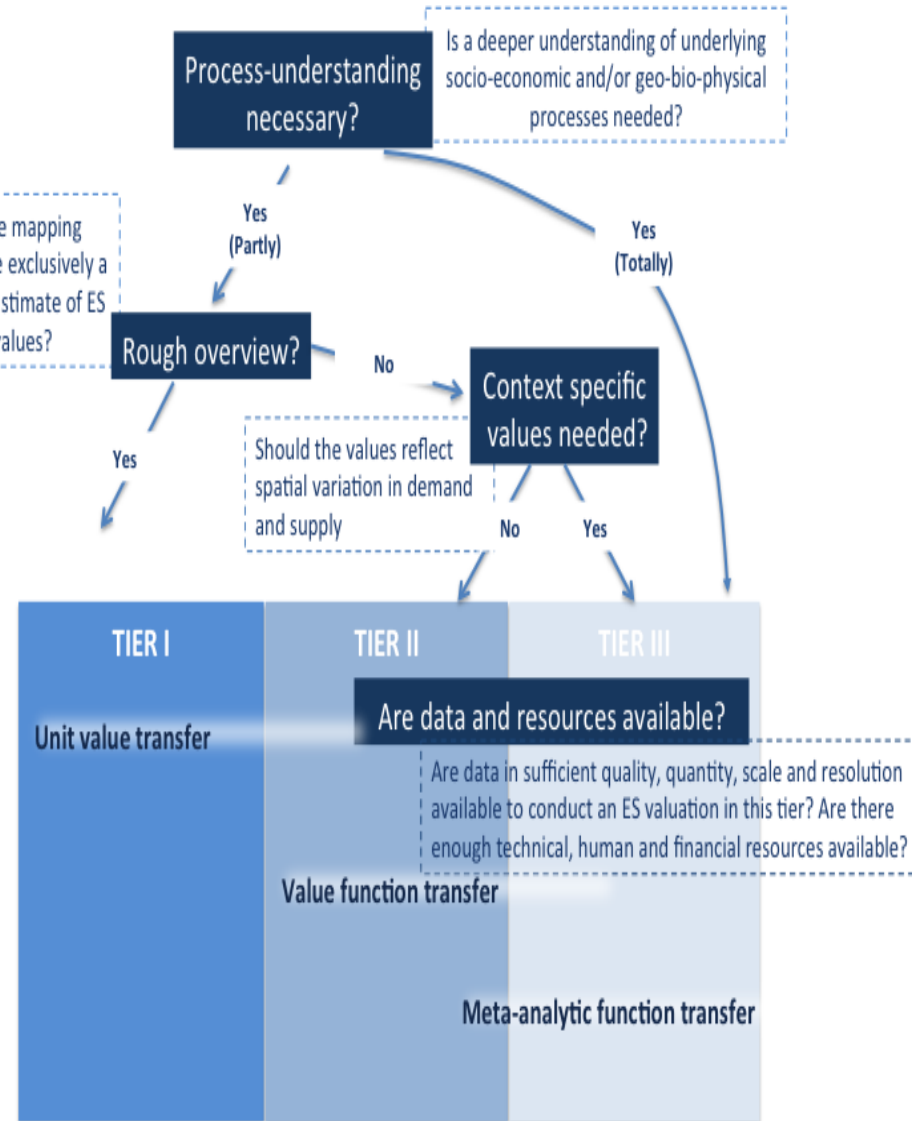 Process-understanding
necessary?
Is a deeper understanding of underlying
socio-economic and/or geo-bio-physical
processes needed?
Yes
(Partly)
Yes
(Totally)
mapping
exclusively a
estimate of ES
values?
Rough overview?
No
Context specific
values needed?
Yes
Should the values reflect
spatial variation in demand
and supply
No
Yes
TIER I
TIER II
TIER III
Are data and resources available?
Unit value transfer
Are data in sufficient quality, quantity, scale and resolution
available to conduct an ES valuation in this tier? Are there
enough technical, human and financial resources available?
Value function transfer
Meta-analytic function transfer